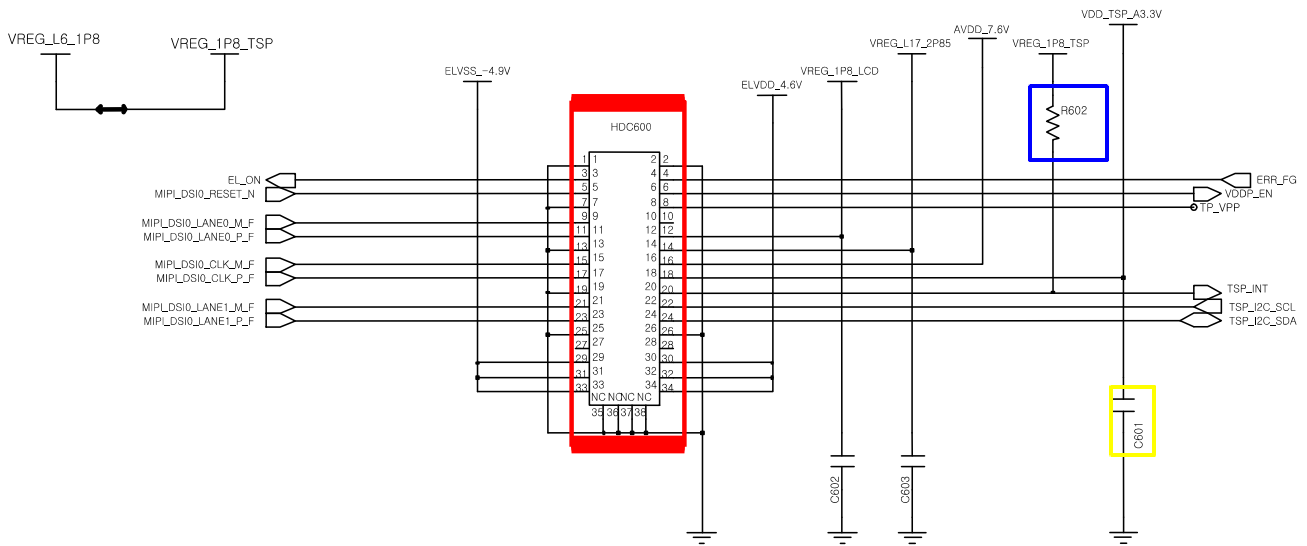 VDD_TSP_A3.3V
AVDD_7.6V
VREG_L6_1P8
VREG_1P8_TSP
VREG_L17_2P85
VREG_1P8_TSP
ELVSS_-4.9V
VREG_1P8_LCD
ELVDD_4.6V
R602
HDC600
1 1 2 2
3 3 4 4
EL_ON
ERR_FG
5 5 6 6
MIPI_DSI0_RESET_N
VDDP_EN
7 7 8 8
TP_VPP
9 9 10 10
MIPI_DSI0_LANE0_M_F
11 11 12 12
MIPI_DSI0_LANE0_P_F
13 13 14 14
15 15 16 16
MIPI_DSI0_CLK_M_F
17 17 18 18
MIPI_DSI0_CLK_P_F
19 19 20 20
TSP_INT
21 21 22 22
MIPI_DSI0_LANE1_M_F
TSP_I2C_SCL
23 23 24 24
MIPI_DSI0_LANE1_P_F
TSP_I2C_SDA
25 25 26 26
27 27 28 28
29 29 30 30
31 31 32 32
33 33 34 34
NC NC NC NC
35 36 37 38
C601
C602
C603